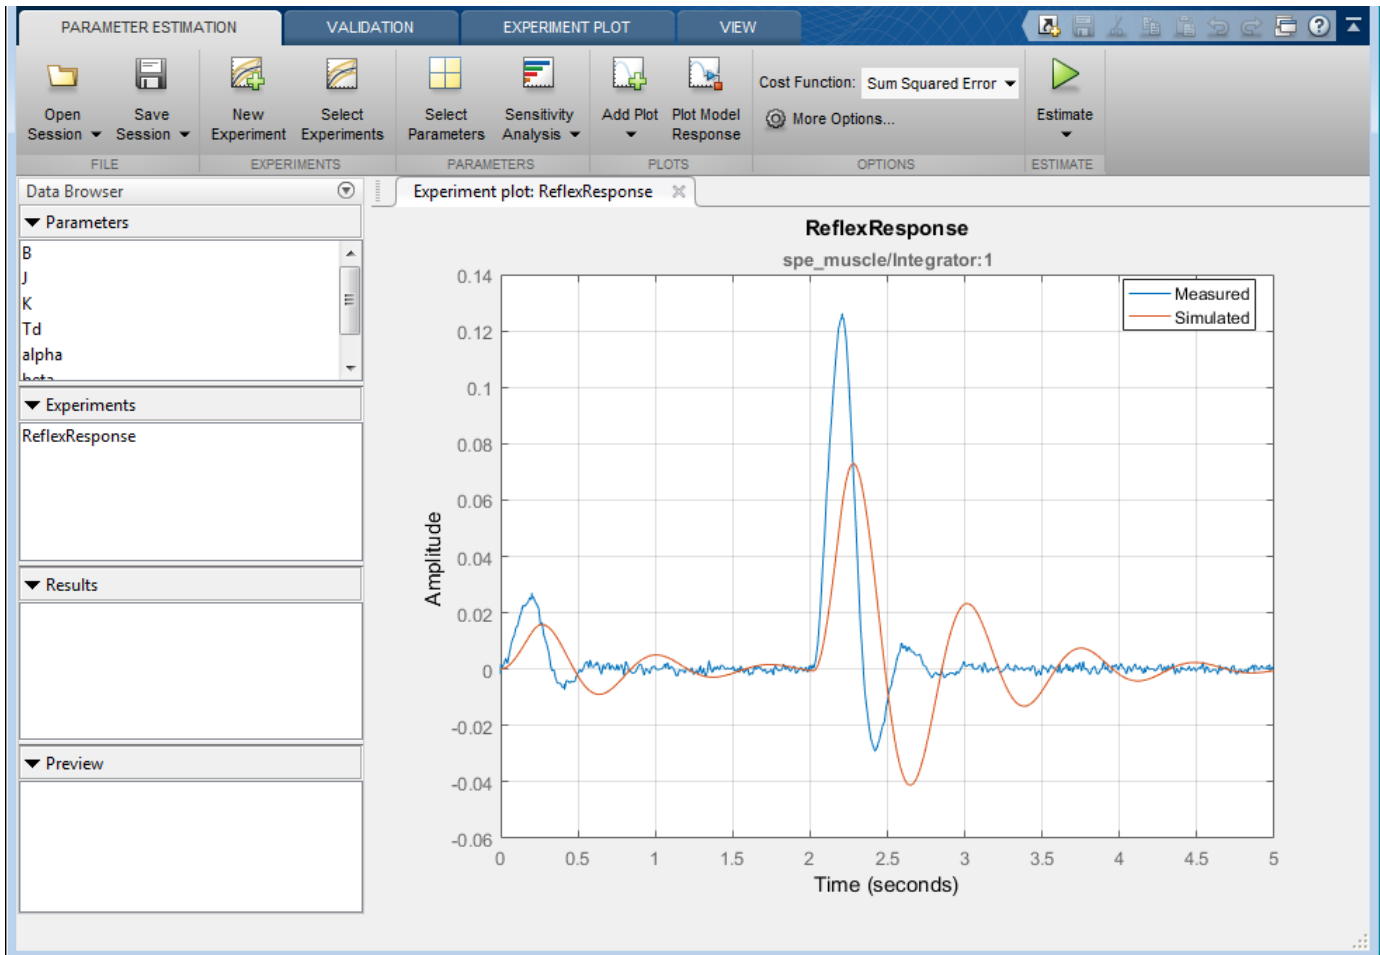 PARAMETER ESTIMATION VALIDATION EXPERIMENT PLOT VIEW
Open Session Save Session New Experiment Select Experiments Select Parameters Sensitivity Analysis Add Plot Plot Model Response Cost Function: Sum Squared Error More Options... Estimate
FILE EXPERIMENTS PARAMETERS PLOTS OPTIONS ESTIMATE
Data Browser
Parameters
B
J
K
Td
alpha
beta
Experiments
ReflexResponse
Results
Preview
Experiment plot: ReflexResponse
ReflexResponse
spe_muscle/Integrator:1
Measured
Simulated
Amplitude
0.14
0.12
0.1
0.08
0.06
0.04
0.02
0
-0.02
-0.04
-0.06
0 0.5 1 1.5 2 2.5 3 3.5 4 4.5 5
Time (seconds)